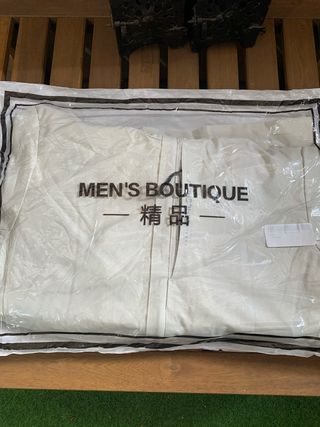 MEN'S BOUTIQUE
— 精品 —